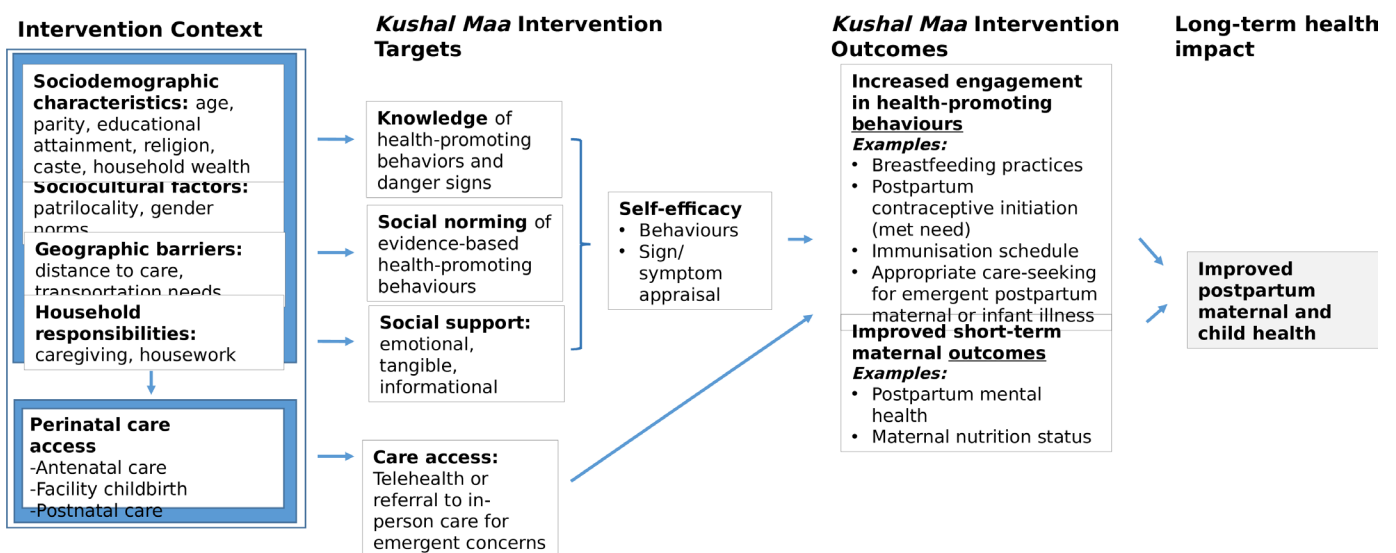 Intervention Context
Sociodemographic
characteristics: age,
parity, educational
attainment, religion,
caste, household wealth
Sociocultural factors:
patrilocality, gender
norms
Geographic barriers:
distance to care,
transportation needs
Household
responsibilities:
caregiving, housework
Perinatal care
access
-Antenatal care
-Facility childbirth
-Postnatal care
Kushal Maa Intervention
Targets
Knowledge of
health-promoting
behaviors and
danger signs
Social norming of
evidence-based
health-promoting
behaviours
Social support:
emotional,
tangible,
informational
Care access:
Telehealth or
referral to in-
person care for
emergent concerns
Self-efficacy
• Behaviours
• Sign/
symptom
appraisal
Kushal Maa Intervention
Outcomes
Increased engagement
in health-promoting
behaviours
Examples:
• Breastfeeding practices
• Postpartum
contraceptive initiation
(met need)
• Immunisation schedule
• Appropriate care-seeking
for emergent postpartum
maternal or infant illness
Improved short-term
maternal outcomes
Examples:
• Postpartum mental
health
• Maternal nutrition status
Long-term health
impact
Improved
postpartum
maternal and
child health